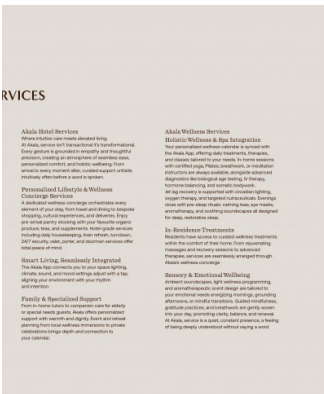 RVICES
Akala Hotel Services
Where intuitive care meets elevated living.
At Akala, service isn't transactional it's transformational.
Every gesture is grounded in empathy and thoughtful
precision, creating an atmosphere of seamless ease,
personalized comfort, and holistic wellbeing. From
arrival to every moment after, curated support unfolds
intuitively often before a word is spoken.
Personalized Lifestyle & Wellness
Concierge Services
A dedicated wellness concierge orchestrates every
element of your stay, from travel and dining to bespoke
shopping, cultural experiences, and deliveries. Enjoy
pre-arrival pantry stocking with your favourite organic
produce, teas, and supplements. Hotel-grade services
including daily housekeeping, linen refresh, turndown,
24/7 security, valet, porter, and doorman services offer
total peace of mind.
Smart Living, Seamlessly Integrated
The Akala App connects you to your space lighting,
climate, sound, and mood settings adjust with a tap,
aligning your environment with your rhythm
and intention.
Family & Specialised Support
From in-home tutors to companion care for elderly
or special needs guests, Akala offers personalized
support with warmth and dignity. Event and retreat
planning from local wellness immersions to private
celebrations brings depth and connection to
your calendar.
Akala Wellness Services
Holistic Wellness & Spa Integration
Your personalized wellness calendar is synced with
the Akala App, offering daily treatments, therapies,
and classes tailored to your needs. In-home sessions
with certified yoga, Pilates, breathwork, or meditation
instructors are always available, alongside advanced
diagnostics like biological age testing, IV therapy,
hormone balancing, and somatic bodywork.
Jet lag recovery is supported with circadian lighting,
oxygen therapy, and targeted nutraceuticals. Evenings
close with pre-sleep rituals: calming teas, eye masks,
aromatherapy, and soothing soundscapes all designed
for deep, restorative sleep.
In-Residence Treatments
Residents have access to curated wellness treatments
within the comfort of their home. From rejuvenating
massages and recovery sessions to advanced
therapies, services are seamlessly arranged through
Akala's wellness concierge.
Sensory & Emotional Wellbeing
Ambient soundscapes, light wellness programming,
and aromatherapeutic scent design are tailored to
your emotional needs energizing mornings, grounding
afternoons, or mindful transitions. Guided mindfulness,
gratitude practices, and breathwork are gently woven
into your day, promoting clarity, balance, and renewal.
At Akala, service is a quiet, constant presence, a feeling
of being deeply understood without saying a word.